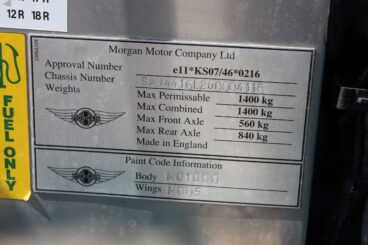 12 R 18 R
Morgan Motor Company Ltd
Approval Number e11*KS07/46*0216
Chassis Number
Weights
Max Permissable 1400 kg
Max Combined 1400 kg
Max Front Axle 560 kg
Max Rear Axle 840 kg
Made in England
Paint Code Information
Body
Wings
FUEL ONLY